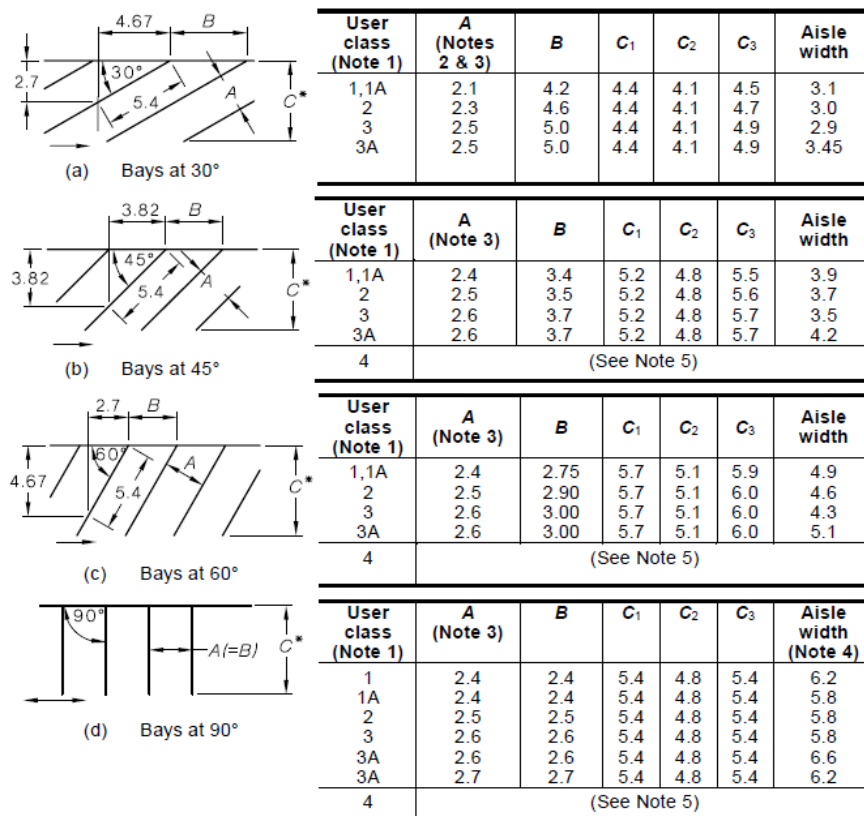 4.67 B
2.7 30° 5.4 A C*
(a) Bays at 30°
User class (Note 1) A (Notes 2 & 3) B C₁ C₂ C₃ Aisle width
1,1A 2.1 4.2 4.4 4.1 4.5 3.1
2 2.3 4.6 4.4 4.1 4.7 3.0
3 2.5 5.0 4.4 4.1 4.9 2.9
3A 2.5 5.0 4.4 4.1 4.9 3.45
3.82 B
3.82 45° 5.4 A C*
(b) Bays at 45°
User class (Note 1) A (Note 3) B C₁ C₂ C₃ Aisle width
1,1A 2.4 3.4 5.2 4.8 5.5 3.9
2 2.5 3.5 5.2 4.8 5.6 3.7
3 2.6 3.7 5.2 4.8 5.7 3.5
3A 2.6 3.7 5.2 4.8 5.7 4.2
4 (See Note 5)
2.7 B
4.67 60° 5.4 A C*
(c) Bays at 60°
User class (Note 1) A (Note 3) B C₁ C₂ C₃ Aisle width
1,1A 2.4 2.75 5.7 5.1 5.9 4.9
2 2.5 2.90 5.7 5.1 6.0 4.6
3 2.6 3.00 5.7 5.1 6.0 4.3
3A 2.6 3.00 5.7 5.1 6.0 5.1
4 (See Note 5)
90° A(=B) C*
(d) Bays at 90°
User class (Note 1) A (Note 3) B C₁ C₂ C₃ Aisle width (Note 4)
1 2.4 2.4 5.4 4.8 5.4 6.2
1A 2.4 2.4 5.4 4.8 5.4 5.8
2 2.5 2.5 5.4 4.8 5.4 5.8
3 2.6 2.6 5.4 4.8 5.4 5.8
3A 2.6 2.6 5.4 4.8 5.4 6.6
3A 2.7 2.7 5.4 4.8 5.4 6.2
4 (See Note 5)